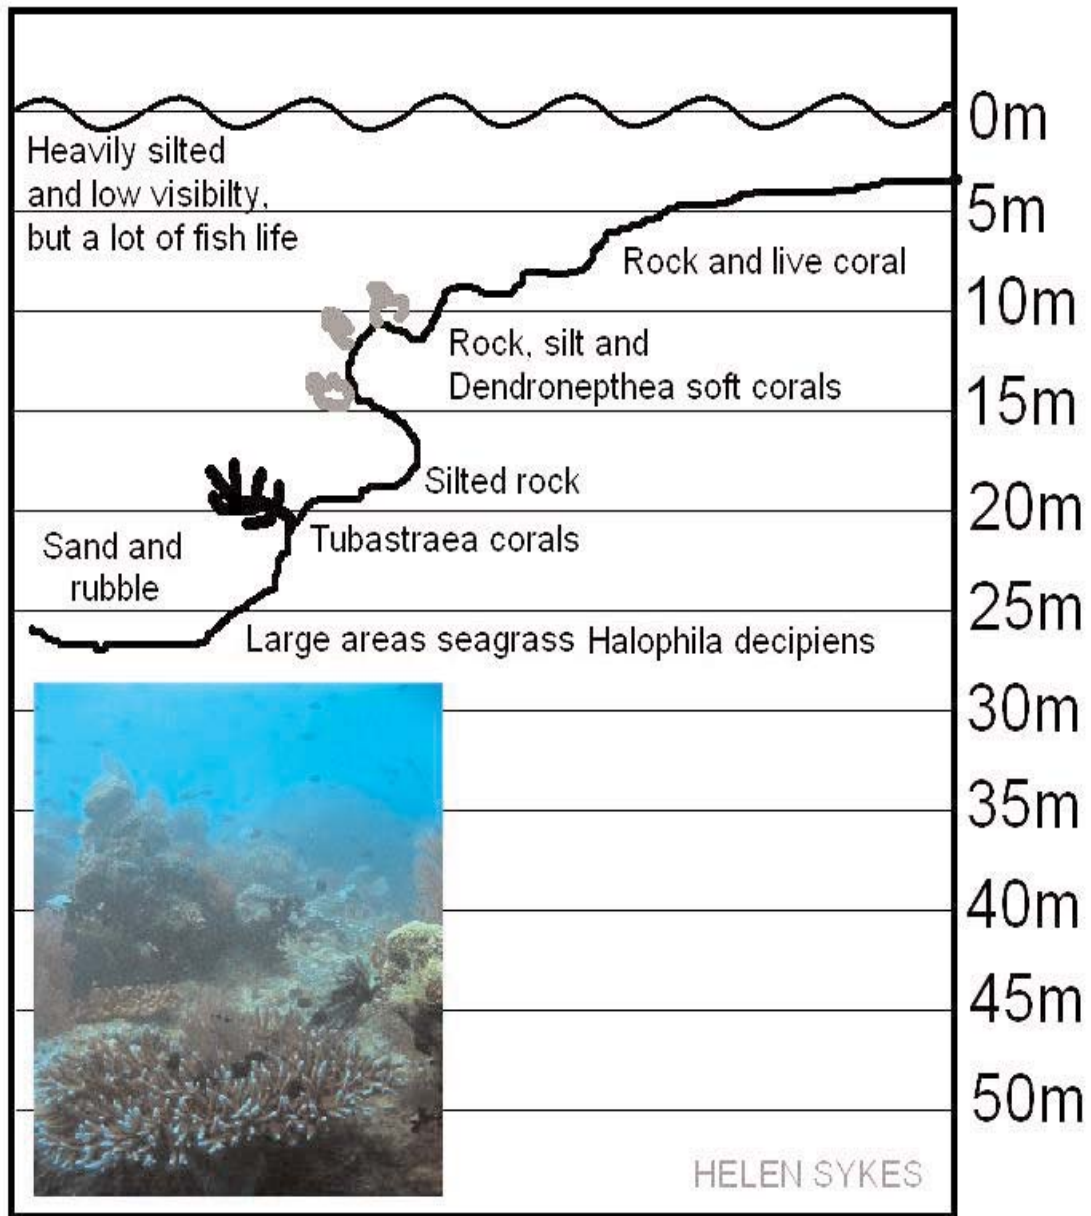 0m
Heavily silted
and low visibilty,
but a lot of fish life
5m
Rock and live coral
10m
Rock, silt and
Dendronepthea soft corals
15m
Silted rock
20m
Tubastraea corals
Sand and
rubble
25m
Large areas seagrass Halophila decipiens
30m
35m
40m
45m
50m
HELEN SYKES